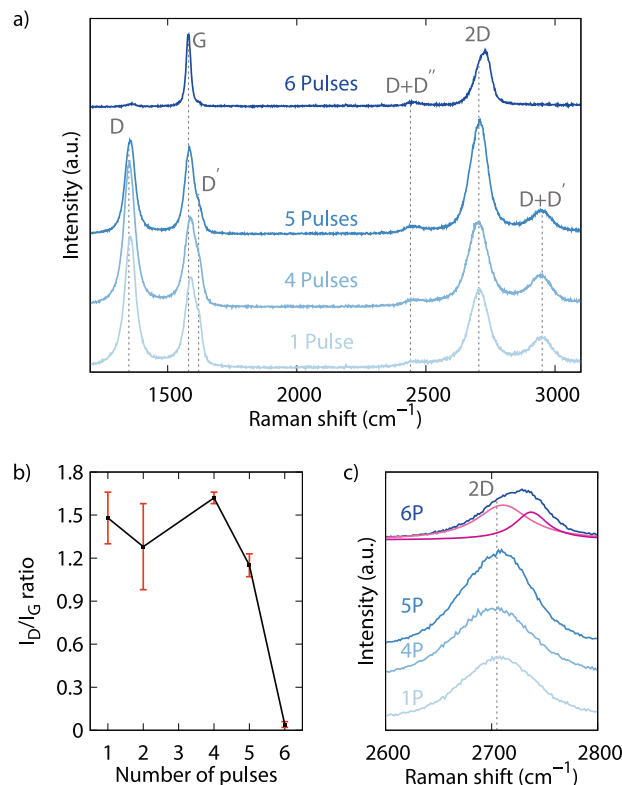 a)
G
2D
6 Pulses
D+D″
D
D′
D+D′
5 Pulses
4 Pulses
1 Pulse
Intensity (a.u.)
1500
2000
2500
3000
Raman shift (cm⁻¹)
b)
1.8
1.5
1.2
0.9
0.6
0.3
0
I_D/I_G ratio
1 2 3 4 5 6
Number of pulses
c)
2D
6P
5P
4P
1P
Intensity (a.u.)
2600 2700 2800
Raman shift (cm⁻¹)